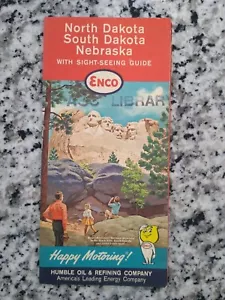 North Dakota
South Dakota
Nebraska
WITH SIGHT-SEEING GUIDE
ENCO
LIBRAR
Happy Motoring!
HUMBLE OIL & REFINING COMPANY
America's Leading Energy Company